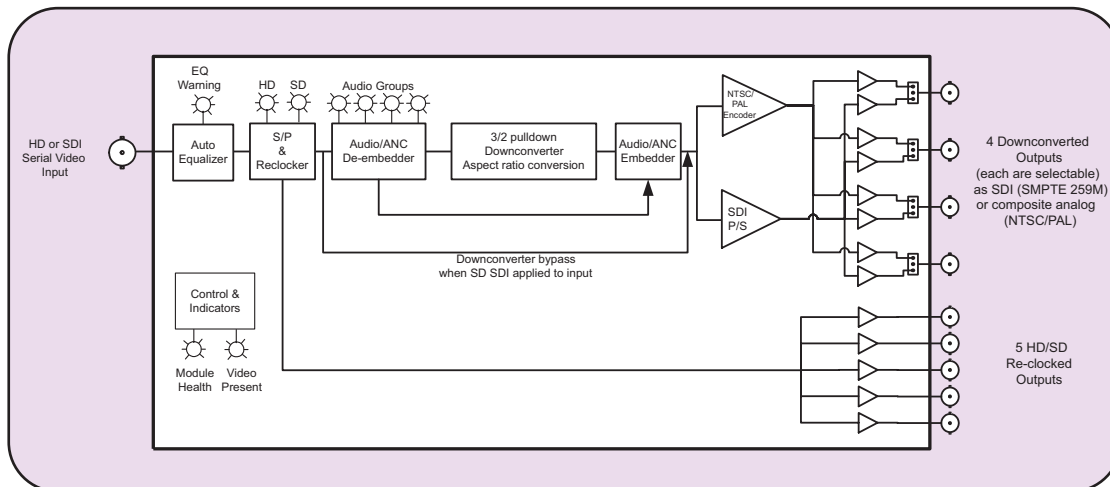 EQ
Warning
HD
SD
Audio Groups
HD or SDI
Serial Video
Input
Auto
Equalizer
S/P
&
Reclocker
Audio/ANC
De-embedder
3/2 pulldown
Downconverter
Aspect ratio conversion
Audio/ANC
Embedder
NTSC/
PAL
Encoder
SDI
P/S
4 Downconverted
Outputs
(each are selectable)
as SDI (SMPTE 259M)
or composite analog
(NTSC/PAL)
Downconverter bypass
when SD SDI applied to input
Control &
Indicators
Module
Health
Video
Present
5 HD/SD
Re-clocked
Outputs